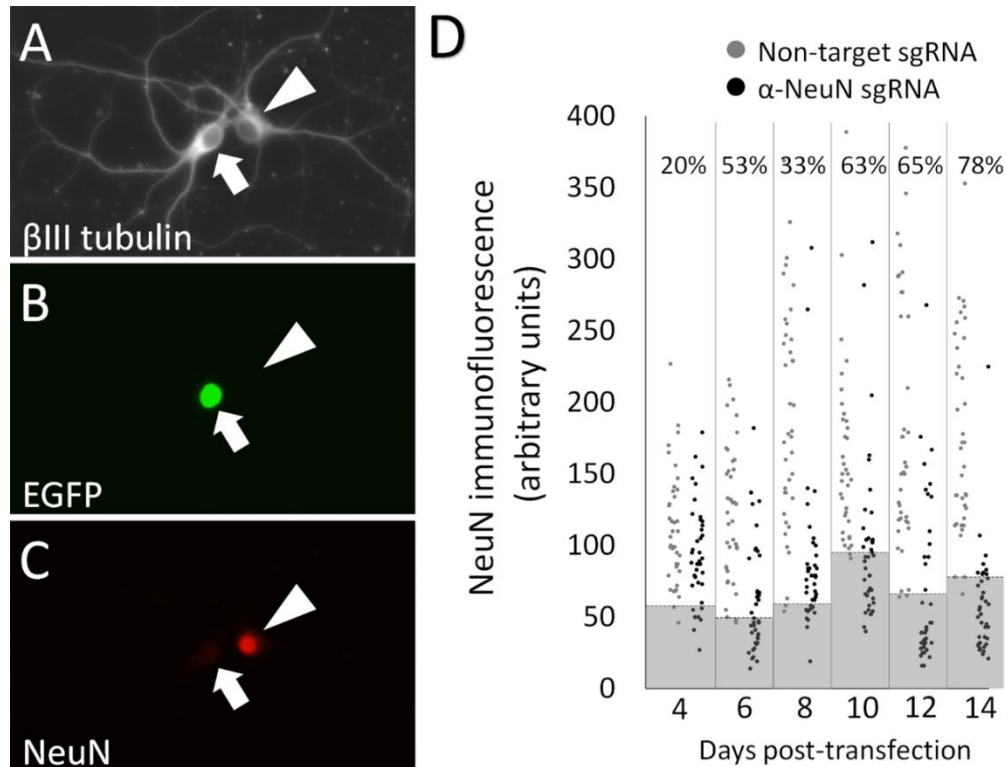 A
βIII tubulin
B
EGFP
C
NeuN
D
Non-target sgRNA
α-NeuN sgRNA
NeuN immunofluorescence
(arbitrary units)
400
350
300
250
200
150
100
50
0
20% 53% 33% 63% 65% 78%
4 6 8 10 12 14
Days post-transfection